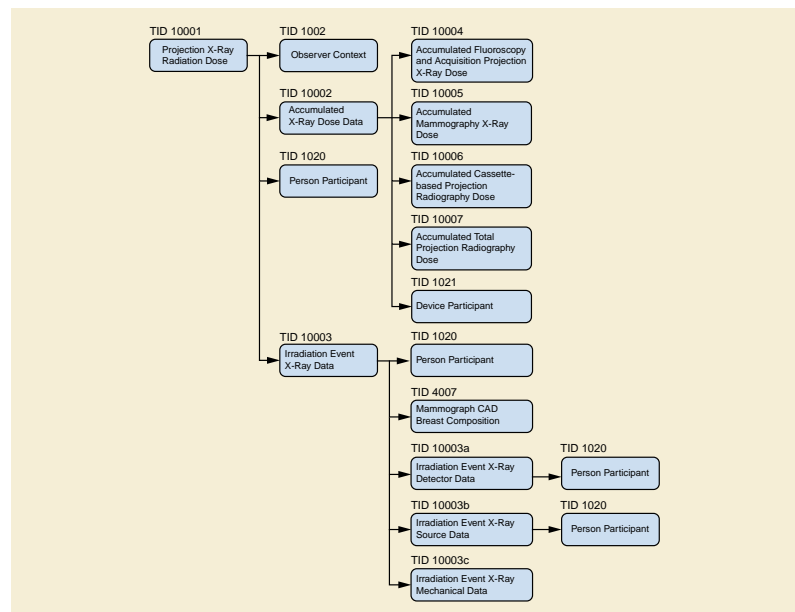 TID 10001
Projection X-Ray
Radiation Dose
TID 1002
Observer Context
TID 10002
Accumulated
X-Ray Dose Data
TID 1020
Person Participant
TID 10003
Irradiation Event
X-Ray Data
TID 10004
Accumulated Fluoroscopy
and Acquisition Projection
X-Ray Dose
TID 10005
Accumulated
Mammography X-Ray
Dose
TID 10006
Accumulated Cassette-
based Projection
Radiography Dose
TID 10007
Accumulated Total
Projection Radiography
Dose
TID 1021
Device Participant
TID 1020
Person Participant
TID 4007
Mammograph CAD
Breast Composition
TID 10003a
Irradiation Event X-Ray
Detector Data
TID 1020
Person Participant
TID 10003b
Irradiation Event X-Ray
Source Data
TID 1020
Person Participant
TID 10003c
Irradiation Event X-Ray
Mechanical Data